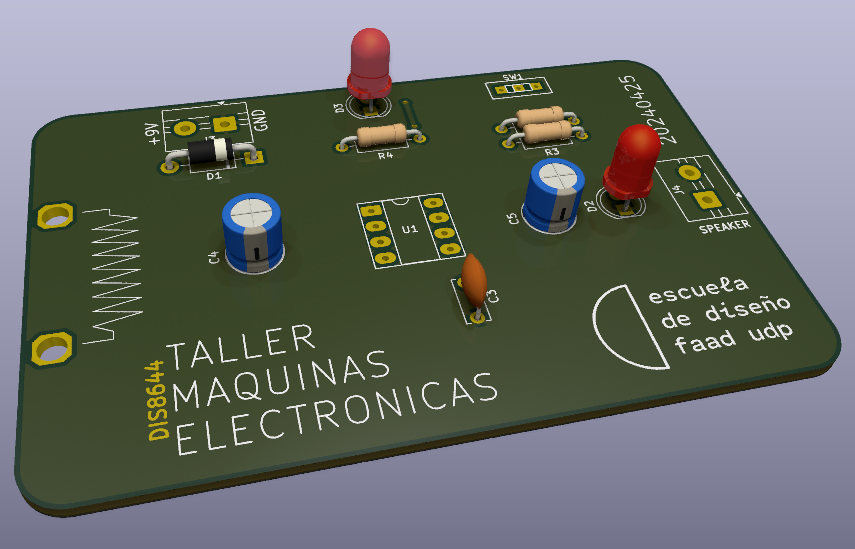 SW1
20240425
+9V
GND
D3
R4
R3
D1
J4
D2
SPEAKER
C5
U1
C4
C3
escuela
de diseño
faad udp
TALLER
MAQUINAS
ELECTRONICAS
DIS8644